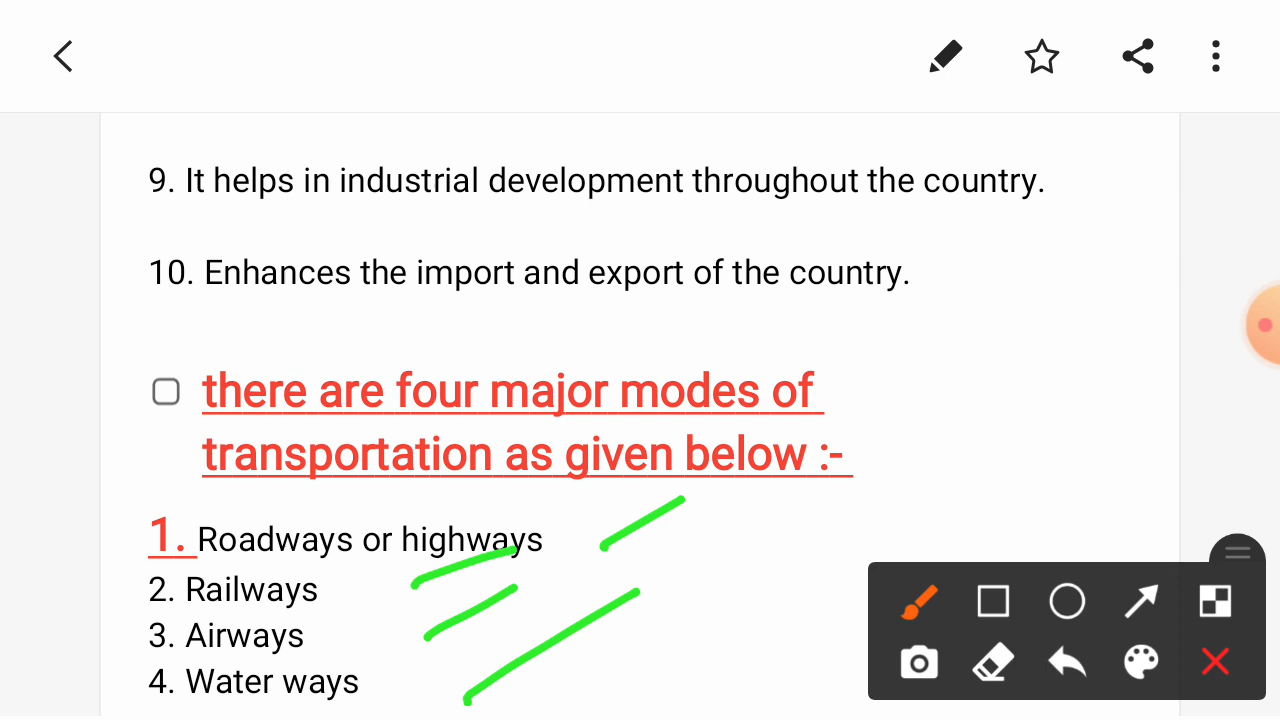 9. It helps in industrial development throughout the country.
10. Enhances the import and export of the country.
there are four major modes of
transportation as given below :-
1. Roadways or highways
2. Railways
3. Airways
4. Water ways